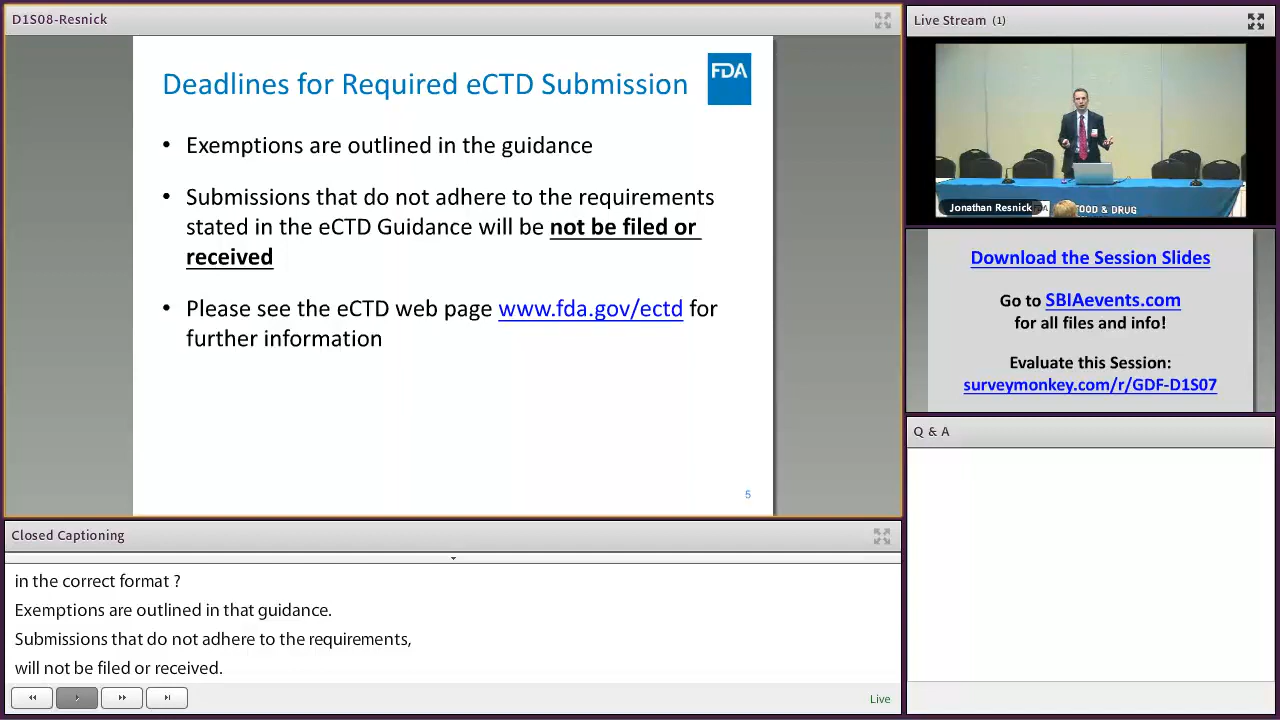 D1S08-Resnick
Deadlines for Required eCTD Submission
FDA
• Exemptions are outlined in the guidance
• Submissions that do not adhere to the requirements
stated in the eCTD Guidance will be not be filed or
received
• Please see the eCTD web page www.fda.gov/ectd for
further information
5
Closed Captioning
in the correct format ?
Exemptions are outlined in that guidance.
Submissions that do not adhere to the requirements,
will not be filed or received.
Live
Live Stream (1)
Jonathan Resnick
FDA
FOOD & DRUG
Download the Session Slides
Go to SBIAevents.com
for all files and info!
Evaluate this Session:
surveymonkey.com/r/GDF-D1S07
Q & A